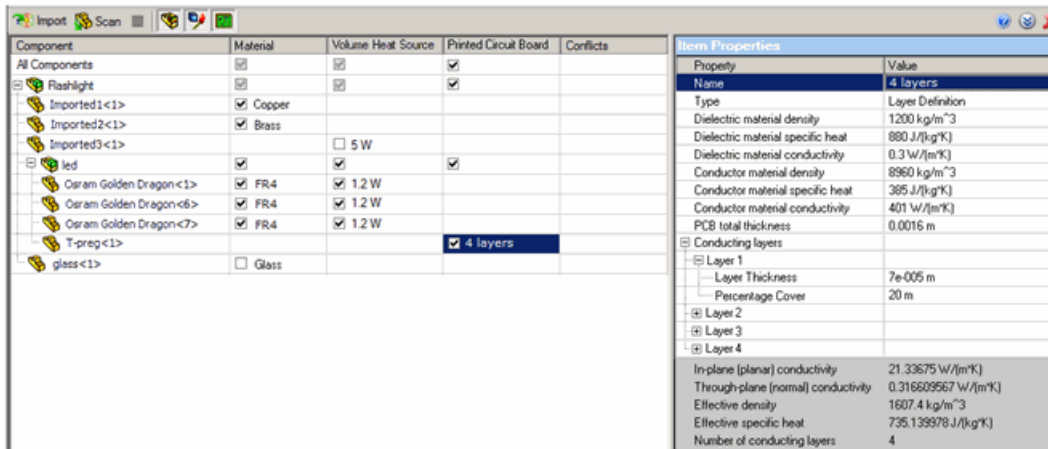 Import Scan
Component Material Volume Heat Source Printed Circuit Board Conflicts
All Components
Flashlight
Imported1<1> Copper
Imported2<1> Brass
Imported3<1> 5 W
led
Osram Golden Dragon<1> FR4 1.2 W
Osram Golden Dragon<6> FR4 1.2 W
Osram Golden Dragon<7> FR4 1.2 W
T-preg<1> 4 layers
glass<1> Glass
Item Properties
Property Value
Name 4 layers
Type Layer Definition
Dielectric material density 1200 kg/m^3
Dielectric material specific heat 880 J/(kg*K)
Dielectric material conductivity 0.3 W/(m*K)
Conductor material density 8960 kg/m^3
Conductor material specific heat 385 J/(kg*K)
Conductor material conductivity 401 W/(m*K)
PCB total thickness 0.0016 m
Conducting layers
Layer 1
Layer Thickness 7e-005 m
Percentage Cover 20 m
Layer 2
Layer 3
Layer 4
In-plane (planar) conductivity 21.33675 W/(m*K)
Through-plane (normal) conductivity 0.316609567 W/(m*K)
Effective density 1607.4 kg/m^3
Effective specific heat 735.139978 J/(kg*K)
Number of conducting layers 4